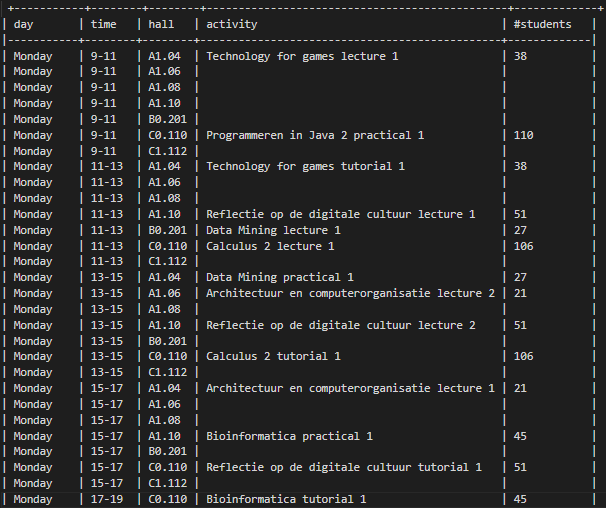 +-----------+--------+--------+------------------------------------------------+-------------+
| day | time | hall | activity | #students |
|-----------+--------+--------+------------------------------------------------+-------------|
| Monday | 9-11 | A1.04 | Technology for games lecture 1 | 38 |
| Monday | 9-11 | A1.06 | | |
| Monday | 9-11 | A1.08 | | |
| Monday | 9-11 | A1.10 | | |
| Monday | 9-11 | B0.201 | | |
| Monday | 9-11 | C0.110 | Programmeren in Java 2 practical 1 | 110 |
| Monday | 9-11 | C1.112 | | |
| Monday | 11-13 | A1.04 | Technology for games tutorial 1 | 38 |
| Monday | 11-13 | A1.06 | | |
| Monday | 11-13 | A1.08 | | |
| Monday | 11-13 | A1.10 | Reflectie op de digitale cultuur lecture 1 | 51 |
| Monday | 11-13 | B0.201 | Data Mining lecture 1 | 27 |
| Monday | 11-13 | C0.110 | Calculus 2 lecture 1 | 106 |
| Monday | 11-13 | C1.112 | | |
| Monday | 13-15 | A1.04 | Data Mining practical 1 | 27 |
| Monday | 13-15 | A1.06 | Architectuur en computerorganisatie lecture 2 | 21 |
| Monday | 13-15 | A1.08 | | |
| Monday | 13-15 | A1.10 | Reflectie op de digitale cultuur lecture 2 | 51 |
| Monday | 13-15 | B0.201 | | |
| Monday | 13-15 | C0.110 | Calculus 2 tutorial 1 | 106 |
| Monday | 13-15 | C1.112 | | |
| Monday | 15-17 | A1.04 | Architectuur en computerorganisatie lecture 1 | 21 |
| Monday | 15-17 | A1.06 | | |
| Monday | 15-17 | A1.08 | | |
| Monday | 15-17 | A1.10 | Bioinformatica practical 1 | 45 |
| Monday | 15-17 | B0.201 | | |
| Monday | 15-17 | C0.110 | Reflectie op de digitale cultuur tutorial 1 | 51 |
| Monday | 15-17 | C1.112 | | |
| Monday | 17-19 | C0.110 | Bioinformatica tutorial 1 | 45 |